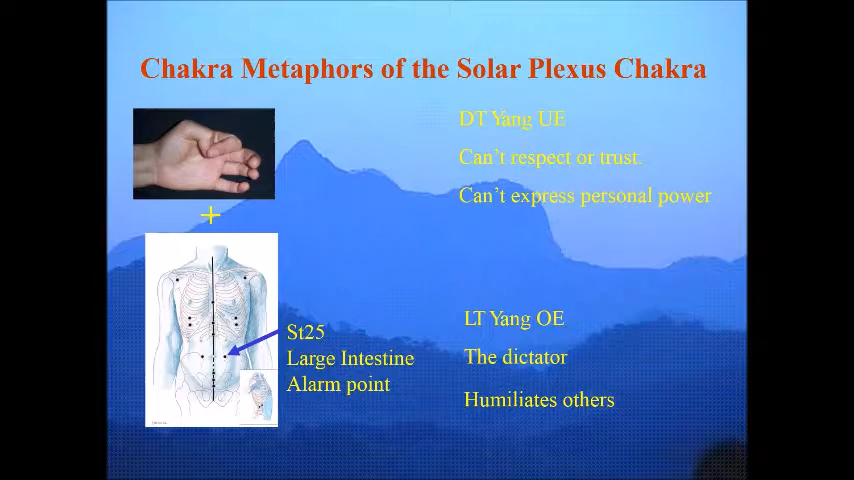 Chakra Metaphors of the Solar Plexus Chakra
DT Yang UE
Can't respect or trust.
Can't express personal power
+
St25
Large Intestine
Alarm point
LT Yang OE
The dictator
Humiliates others